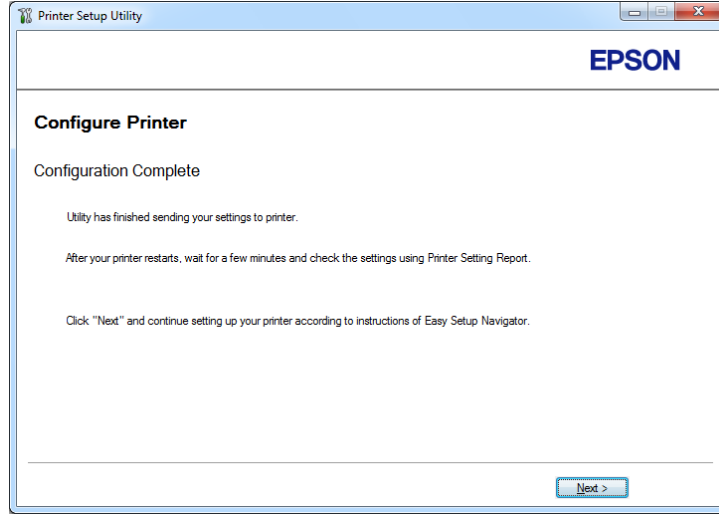 Printer Setup Utility
EPSON
Configure Printer
Configuration Complete
Utility has finished sending your settings to printer.
After your printer restarts, wait for a few minutes and check the settings using Printer Setting Report.
Click "Next" and continue setting up your printer according to instructions of Easy Setup Navigator.
Next >